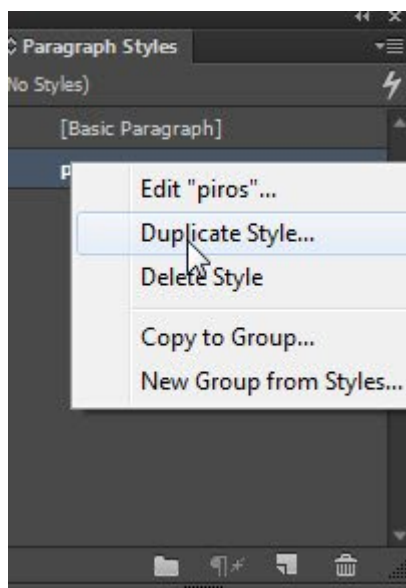 Paragraph Styles
No Styles)
[Basic Paragraph]
p
Edit "piros"...
Duplicate Style...
Delete Style
Copy to Group...
New Group from Styles...